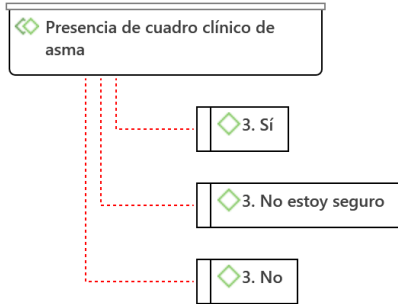 Presencia de cuadro clínico de
asma
3. Sí
3. No estoy seguro
3. No